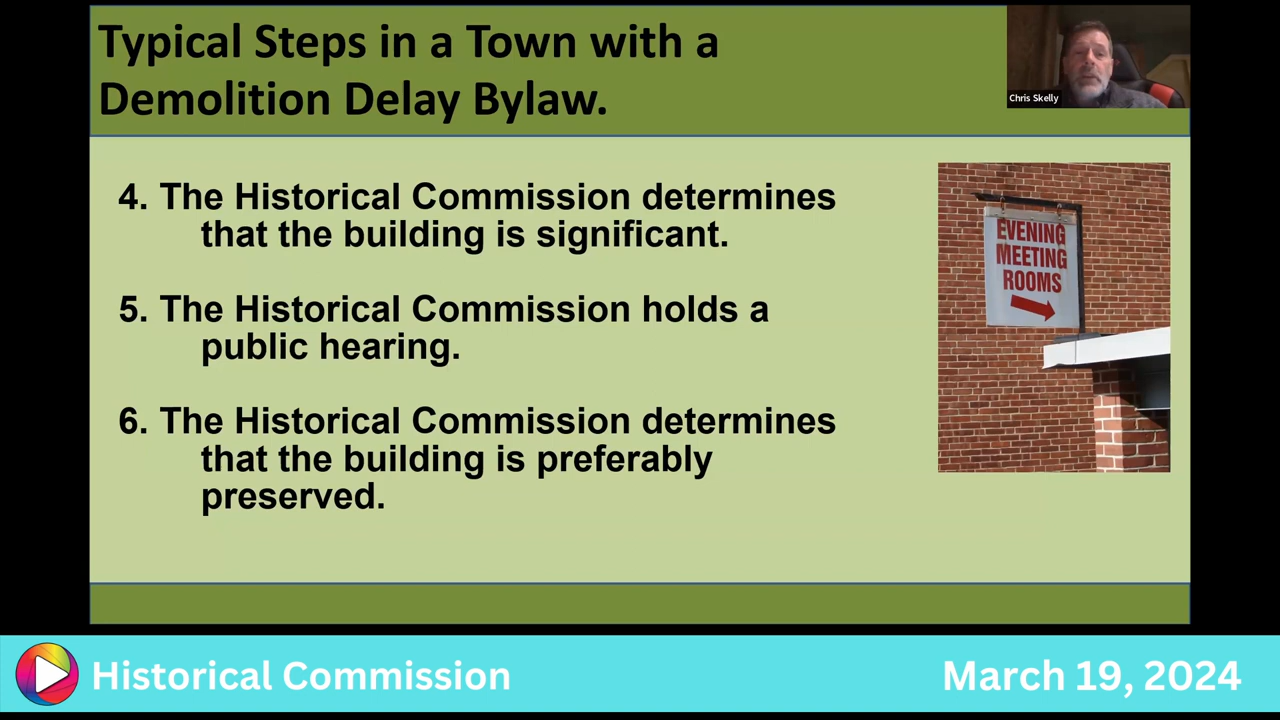 Typical Steps in a Town with a
Demolition Delay Bylaw.
Chris Skelly
4. The Historical Commission determines
that the building is significant.
5. The Historical Commission holds a
public hearing.
6. The Historical Commission determines
that the building is preferably
preserved.
EVENING
MEETING
ROOMS
Historical Commission
March 19, 2024